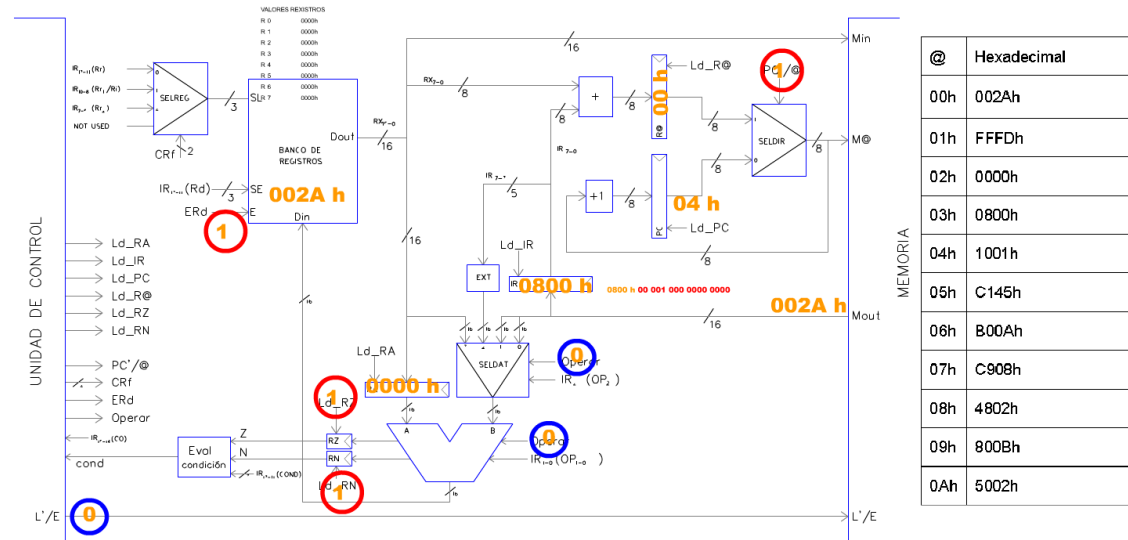 VALORES REXISTROS
R 0 0000h
R 1 0000h
R 2 0000h
R 3 0000h
R 4 0000h
R 5 0000h
R 6 0000h
R 7 0000h
SELREG
NOT USED
CRf
2
3
SL
Dout
BANCO DE
REGISTROS
002A h
(Rd)
3
SE
ERd
E
1
Din
16
16
16
Min
8
+
8
8
IR
00 h
R@
Ld_R@
1
8
8
SELDIR
1
0
8
M@
+1
8
04 h
PC
Ld_PC
8
5
EXT
Ld_IR
IR
0800 h
0800 h 00 001 000 0000 0000
002A h
Mout
16
SELDAT
0
Operar
Ld_RA
0000 h
A
B
0
Operar
1
Ld_RZ
RZ
RN
1
Ld_RN
Z
N
Eval
condición
(COND)
cond
(CO)
UNIDAD DE CONTROL
Ld_RA
Ld_IR
Ld_PC
Ld_R@
Ld_RZ
Ld_RN
PC'/@
CRf
ERd
Operar
L'/E
0
L'/E
MEMORIA
@ Hexadecimal
00h 002Ah
01h FFFDh
02h 0000h
03h 0800h
04h 1001h
05h C145h
06h B00Ah
07h C908h
08h 4802h
09h 800Bh
0Ah 5002h